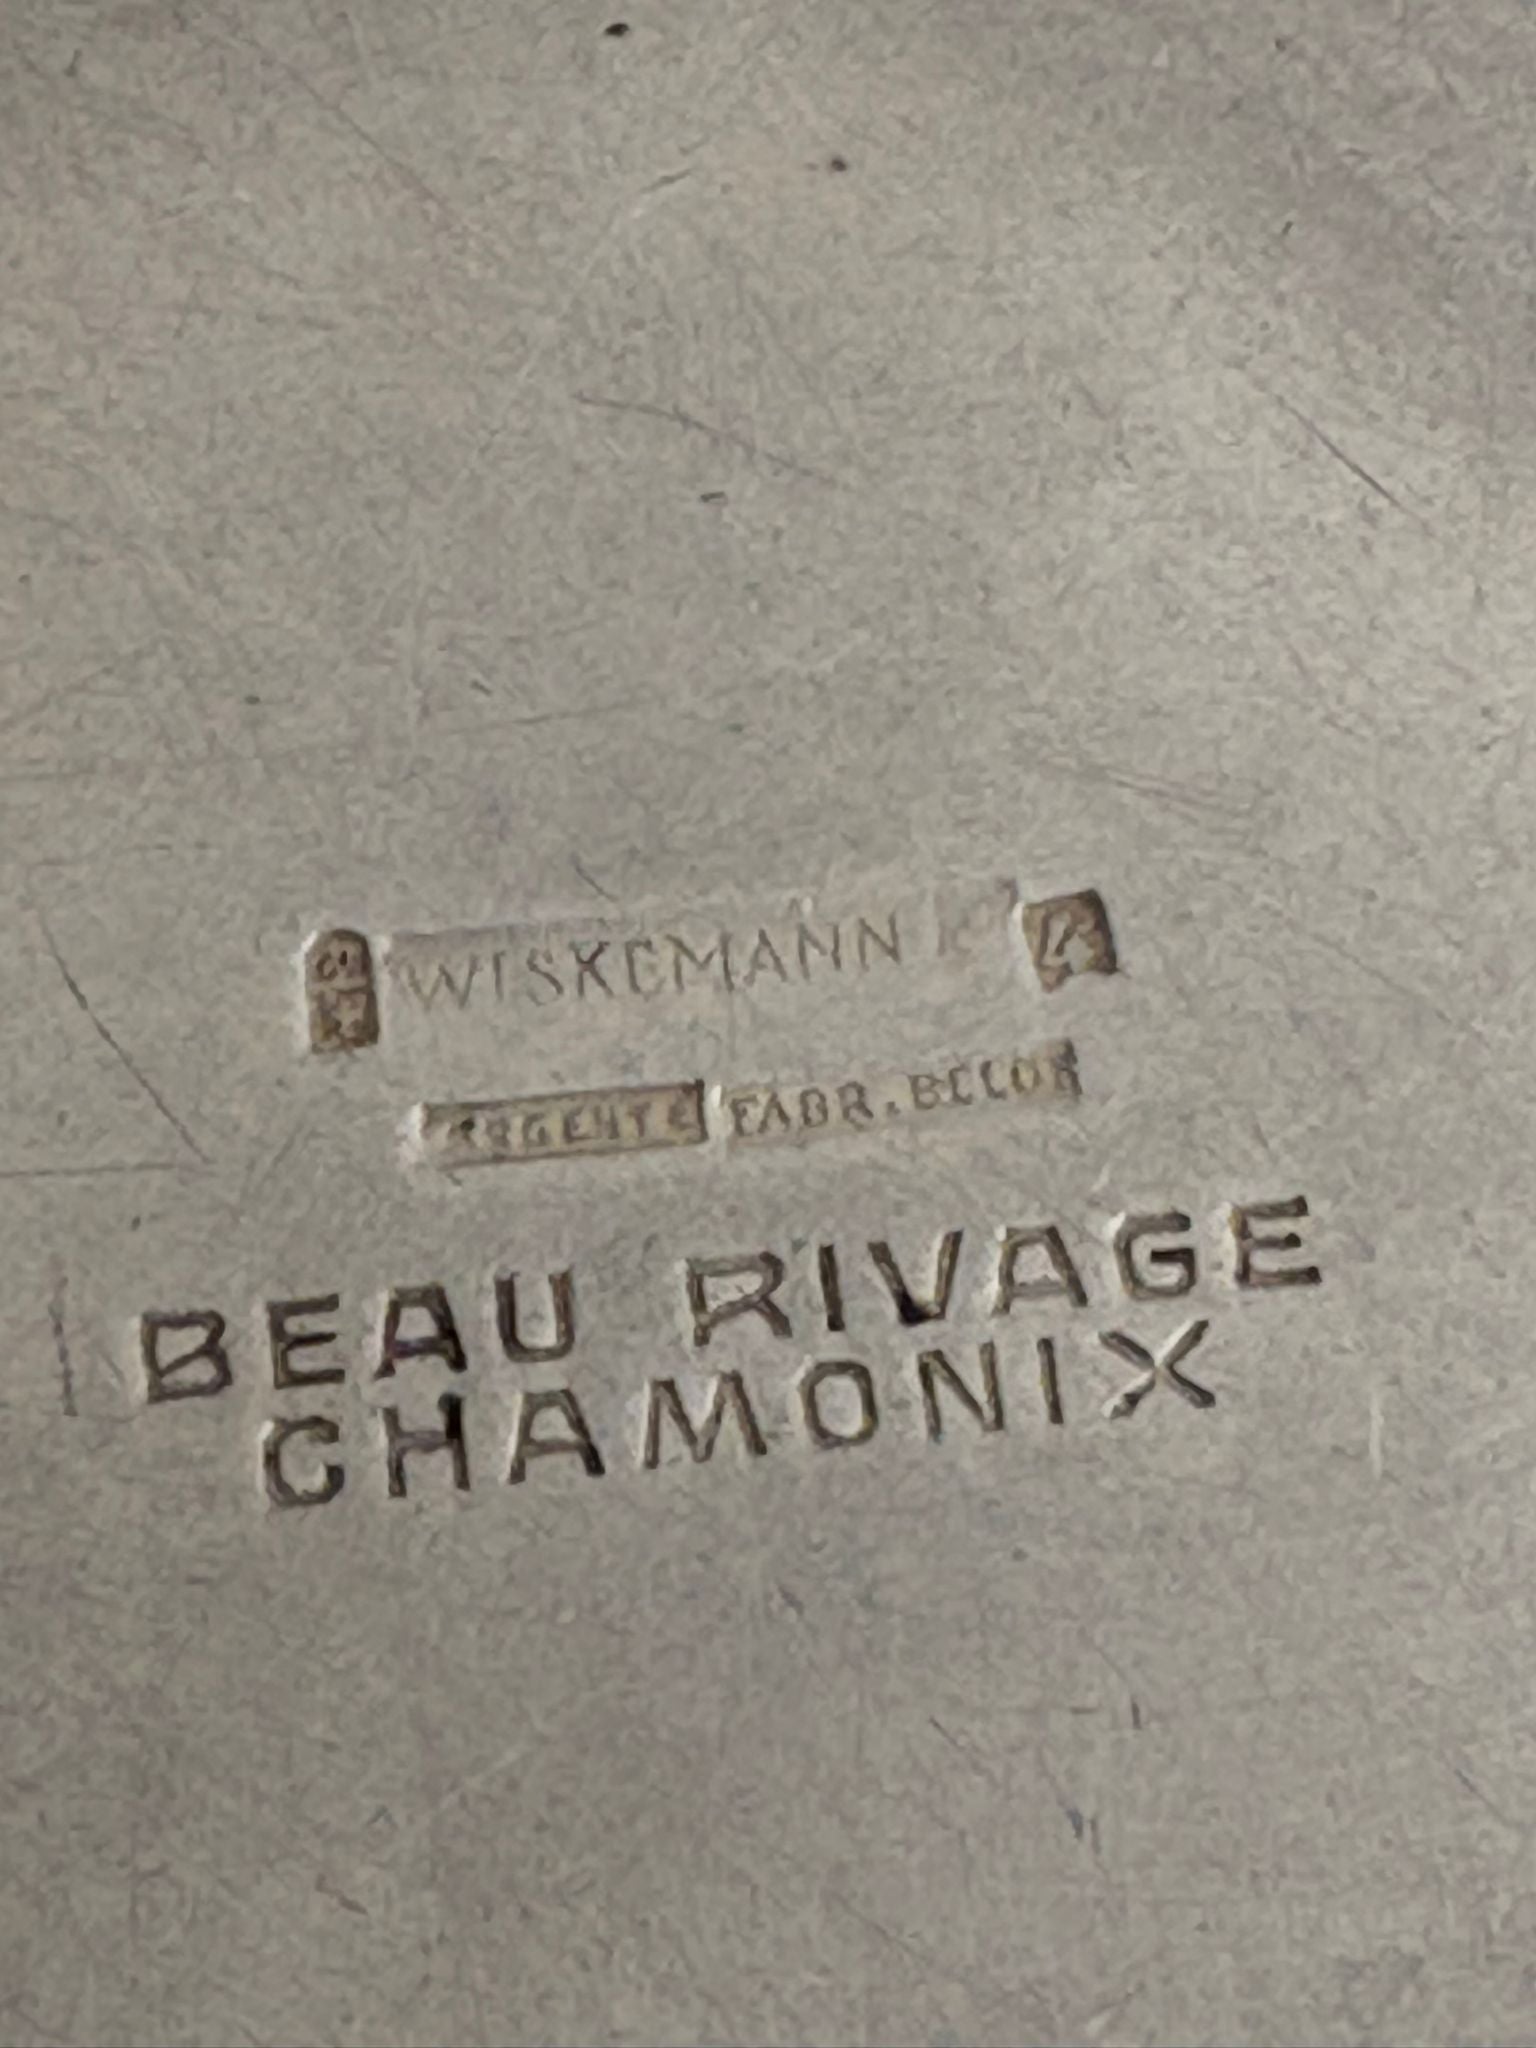 WISKEMANN
ARGENTE FABR. BELGE
BEAU RIVAGE
CHAMONIX